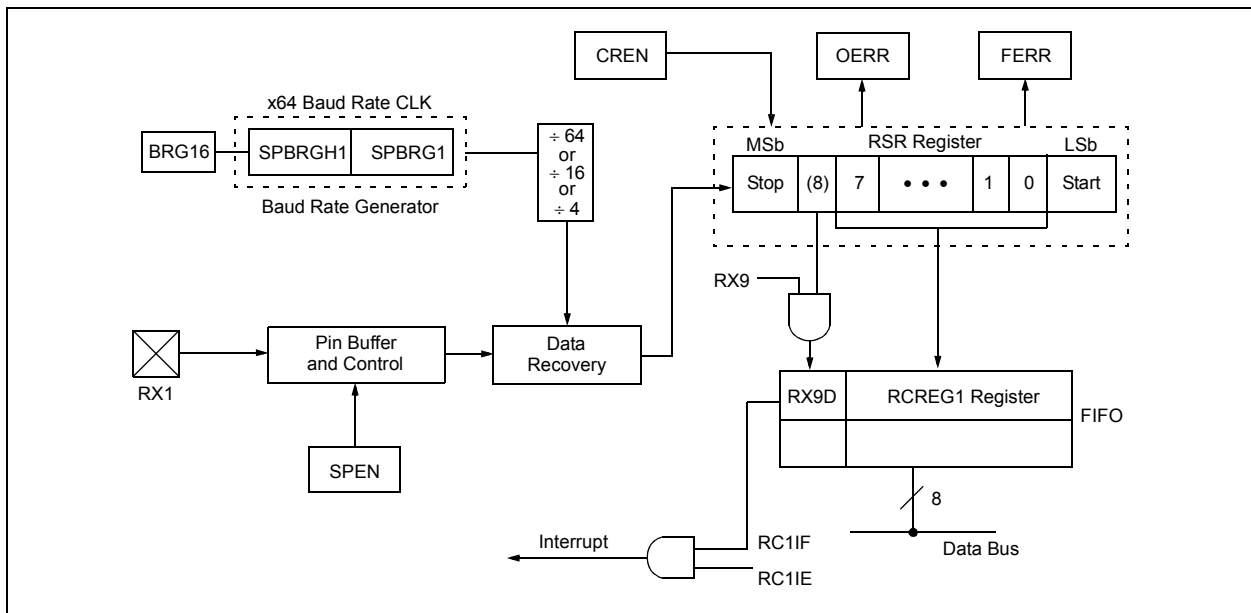 CREN
OERR
FERR
x64 Baud Rate CLK
BRG16
SPBRGH1
SPBRG1
Baud Rate Generator
÷ 64
or
÷ 16
or
÷ 4
MSb
RSR Register
LSb
Stop
(8)
7
• • •
1
0
Start
RX9
RX1
Pin Buffer
and Control
Data
Recovery
SPEN
RX9D
RCREG1 Register
FIFO
8
Data Bus
Interrupt
RC1IF
RC1IE